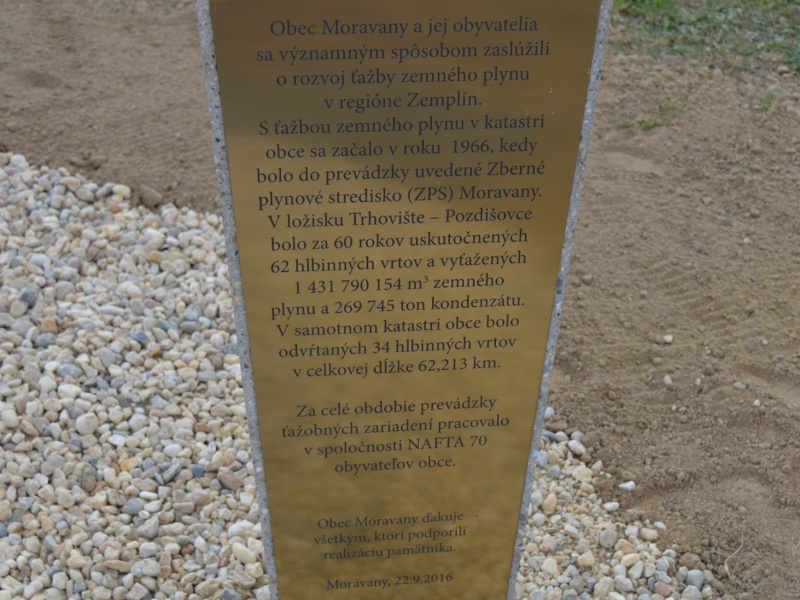 Obec Moravany a jej obyvatelia
sa významným spôsobom zaslúžili
o rozvoj ťažby zemného plynu
v regióne Zemplín.
S ťažbou zemného plynu v katastri
obce sa začalo v roku 1966, kedy
bolo do prevádzky uvedené Zberné
plynové stredisko (ZPS) Moravany.
V ložisku Trhovište – Pozdišovce
bolo za 60 rokov uskutočnených
62 hlbinných vrtov a vyťažených
1 431 790 154 m³ zemného
plynu a 269 745 ton kondenzátu.
V samotnom katastri obce bolo
odvŕtaných 34 hlbinných vrtov
v celkovej dĺžke 62,213 km.
Za celé obdobie prevádzky
ťažobných zariadení pracovalo
v spoločnosti NAFTA 70
obyvateľov obce.
Obec Moravany ďakuje
všetkým, ktorí podporili
realizáciu pamätníka.
Moravany, 22.9.2016